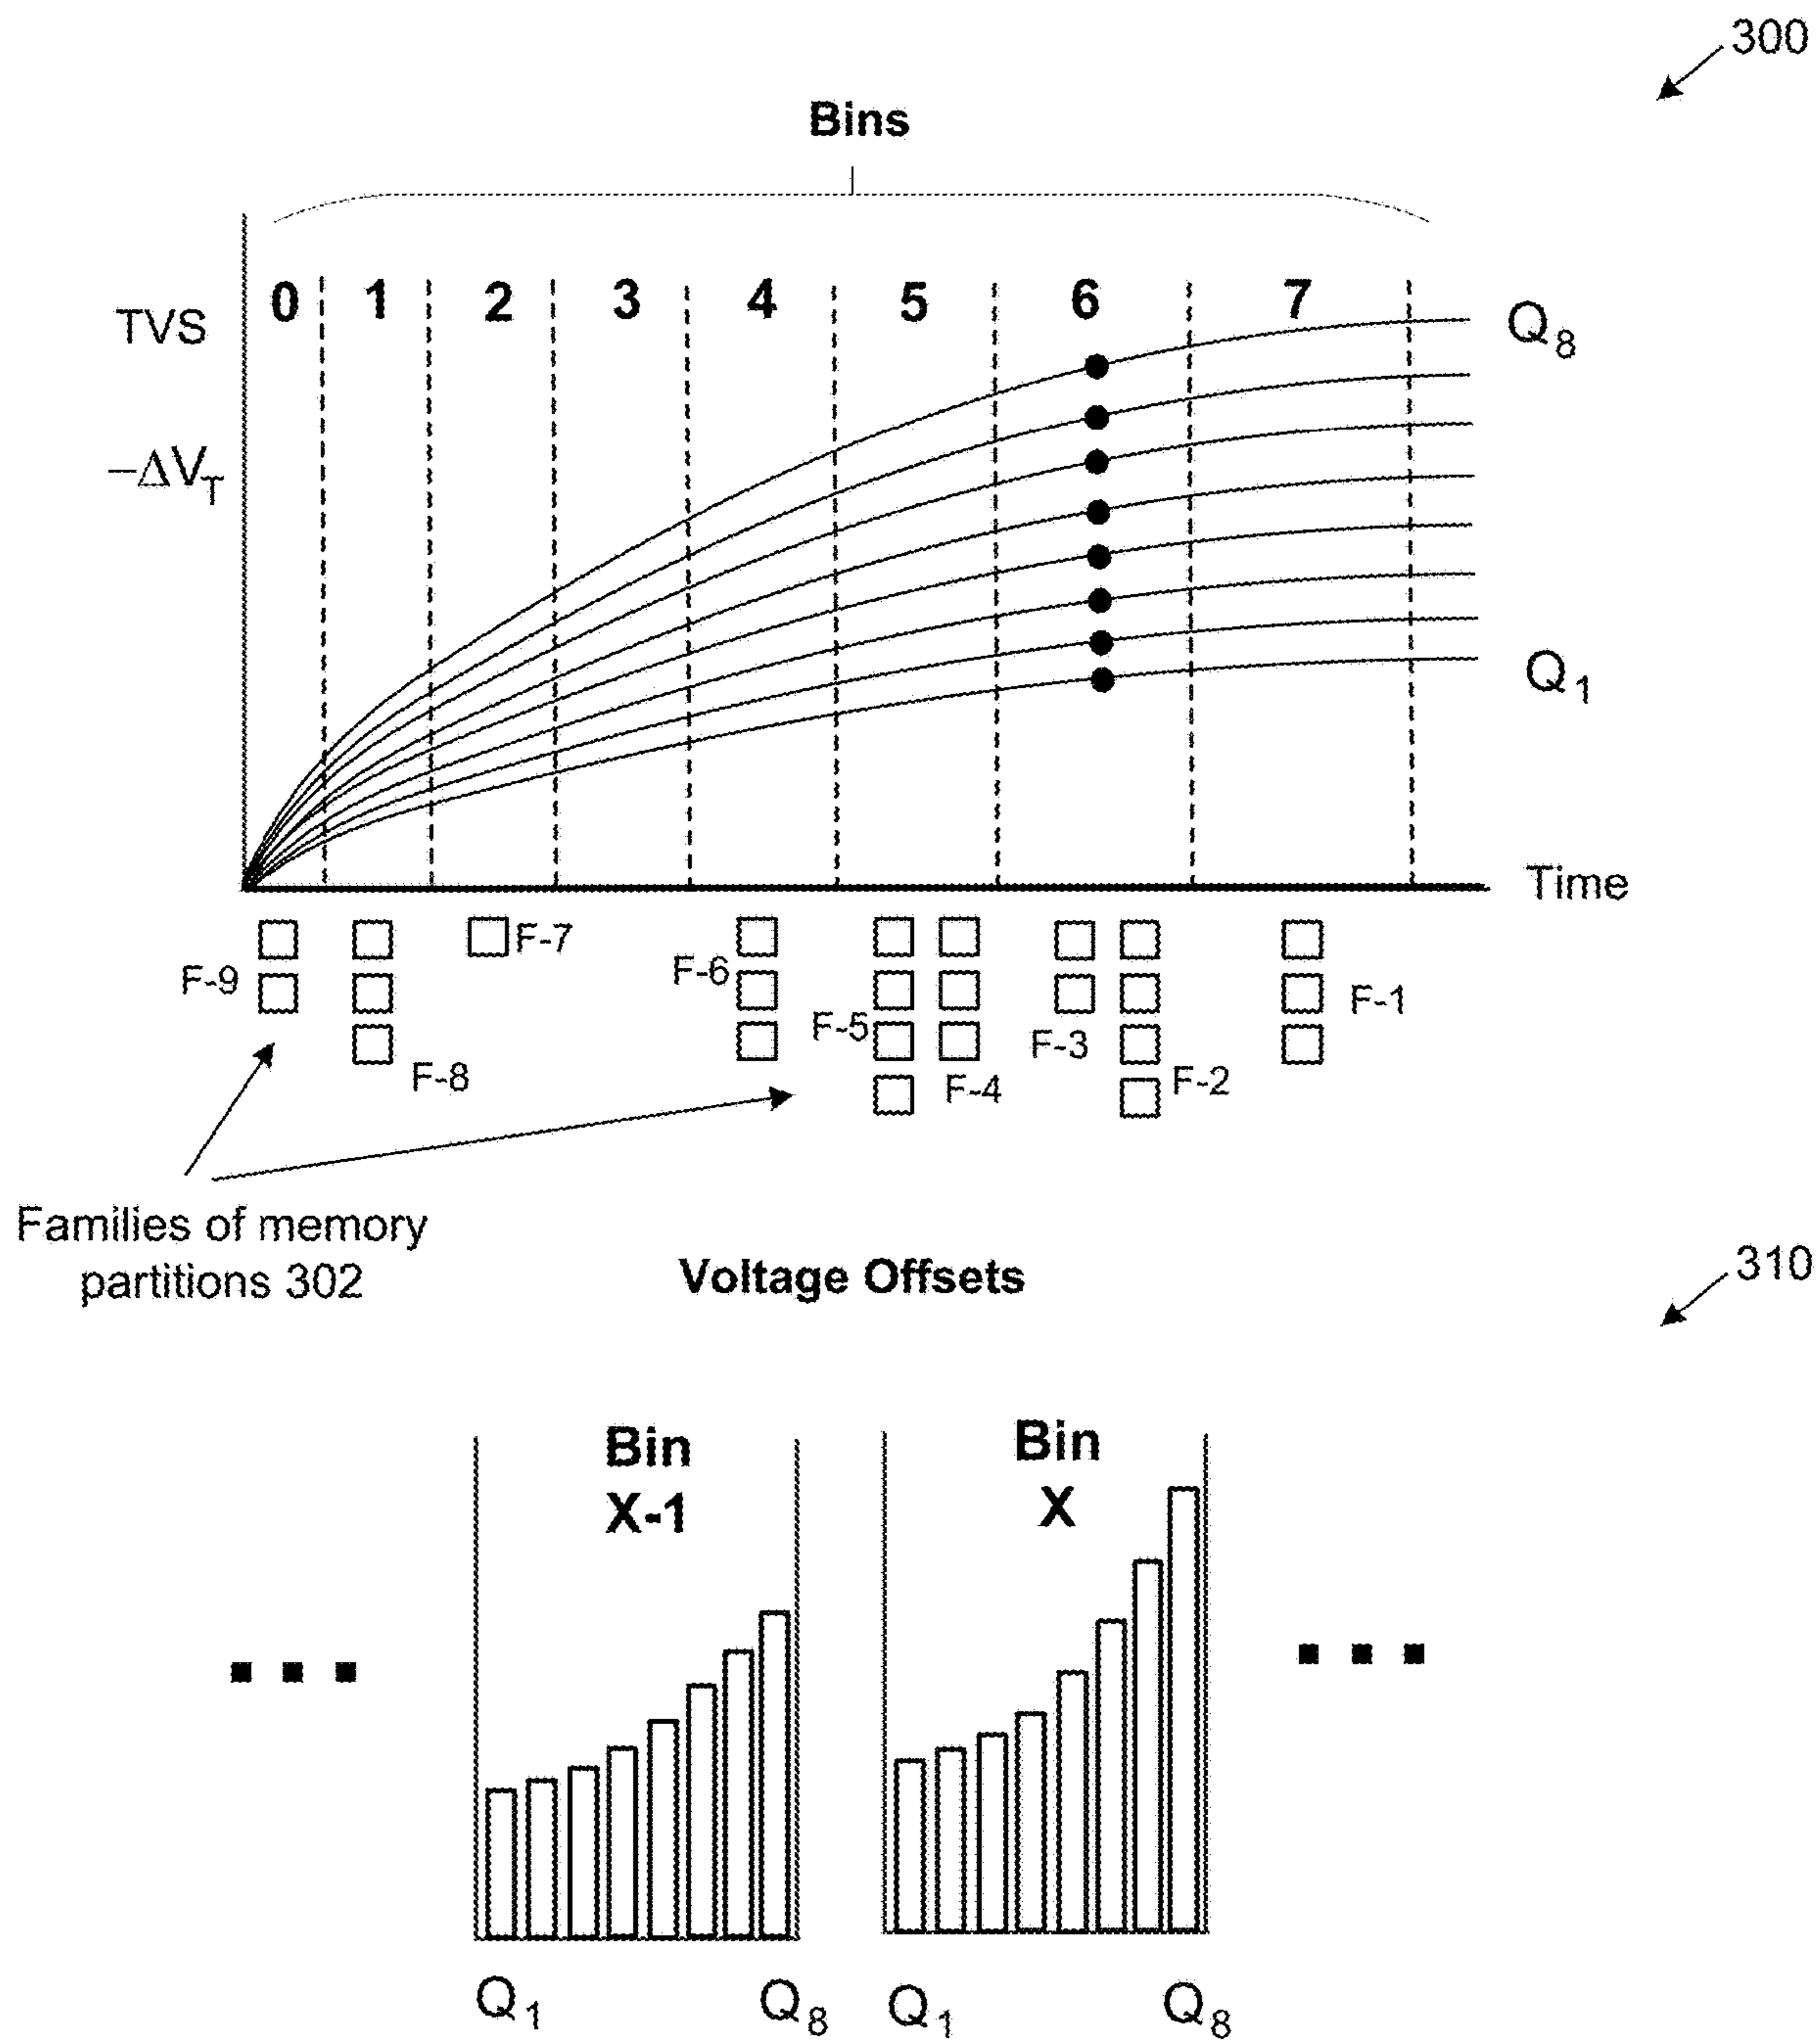 300
Bins
0 1 2 3 4 5 6 7
TVS
Q8
−ΔVT
Q1
Time
F-9
F-8
F-7
F-6
F-5
F-4
F-3
F-2
F-1
Families of memory
partitions 302
Voltage Offsets
310
Bin
X-1
Bin
X
Q1 Q8 Q1 Q8